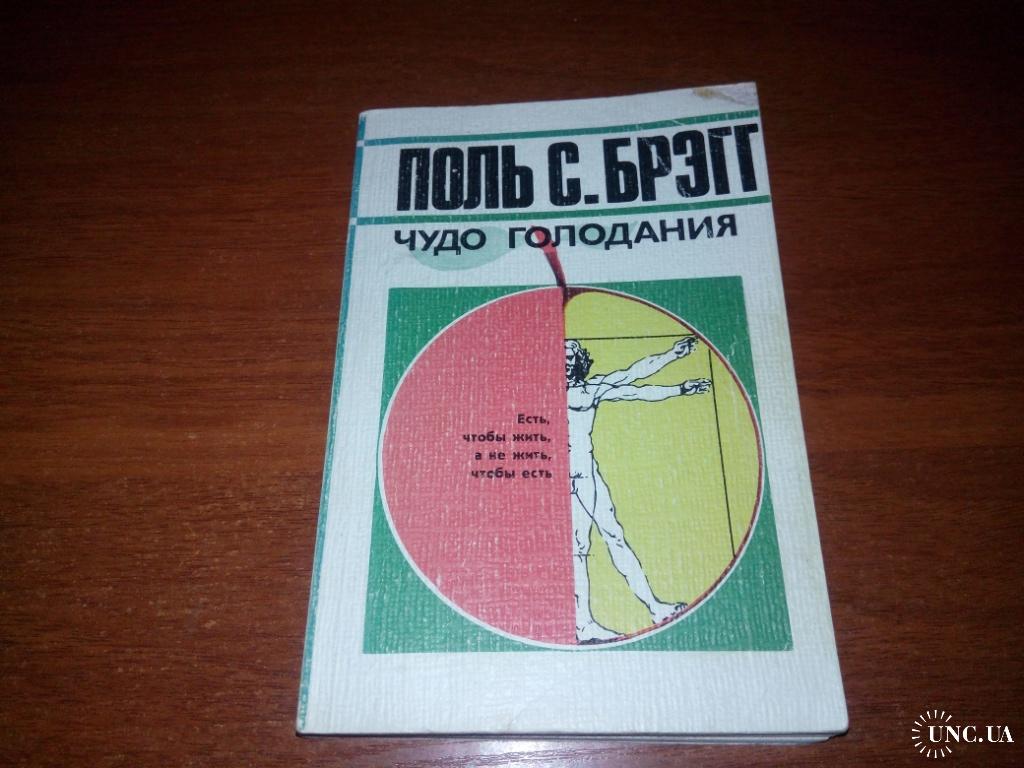 ПОЛЬ С. БРЭГГ
ЧУДО ГОЛОДАНИЯ
Есть,
чтобы жить,
а не жить,
чтобы есть
UNC.UA